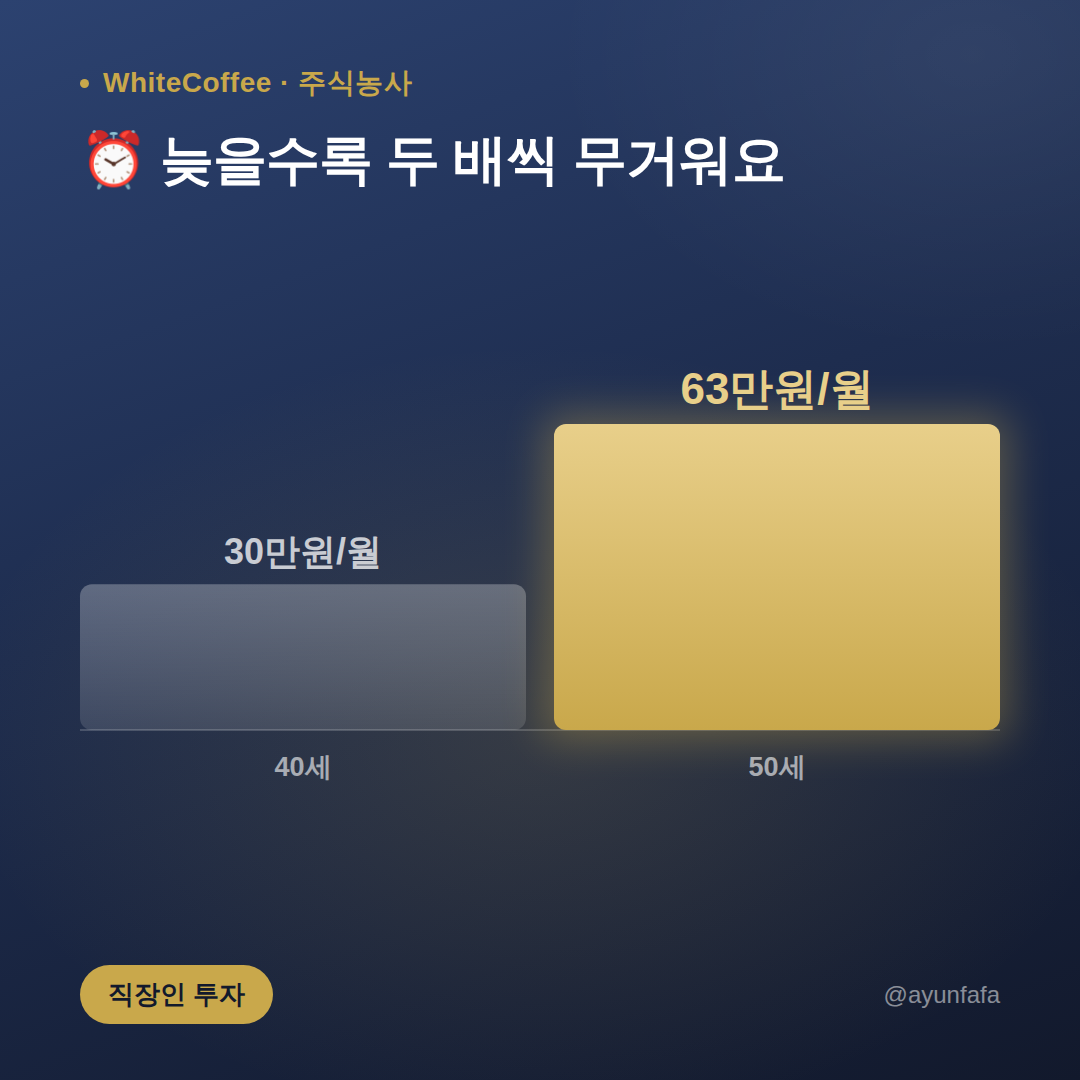 WhiteCoffee · 주식농사
⏰ 늦을수록 두 배씩 무거워요
63만원/월
30만원/월
40세
50세
직장인 투자
@ayunfafa